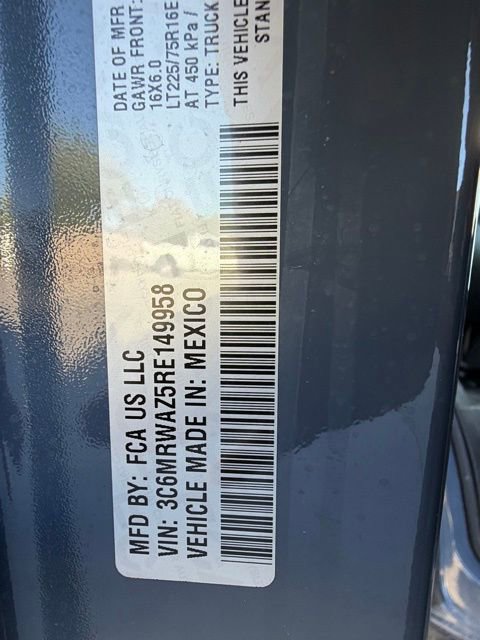 MFD BY: FCA US LLC
DATE OF MFR
GAWR FRONT:
16X6.0
LT225/75R16E
AT 450 kPa /
VIN: 3C6MRWAZ5RE149958
TYPE: TRUCK
VEHICLE MADE IN: MEXICO
THIS VEHICLE
STAN